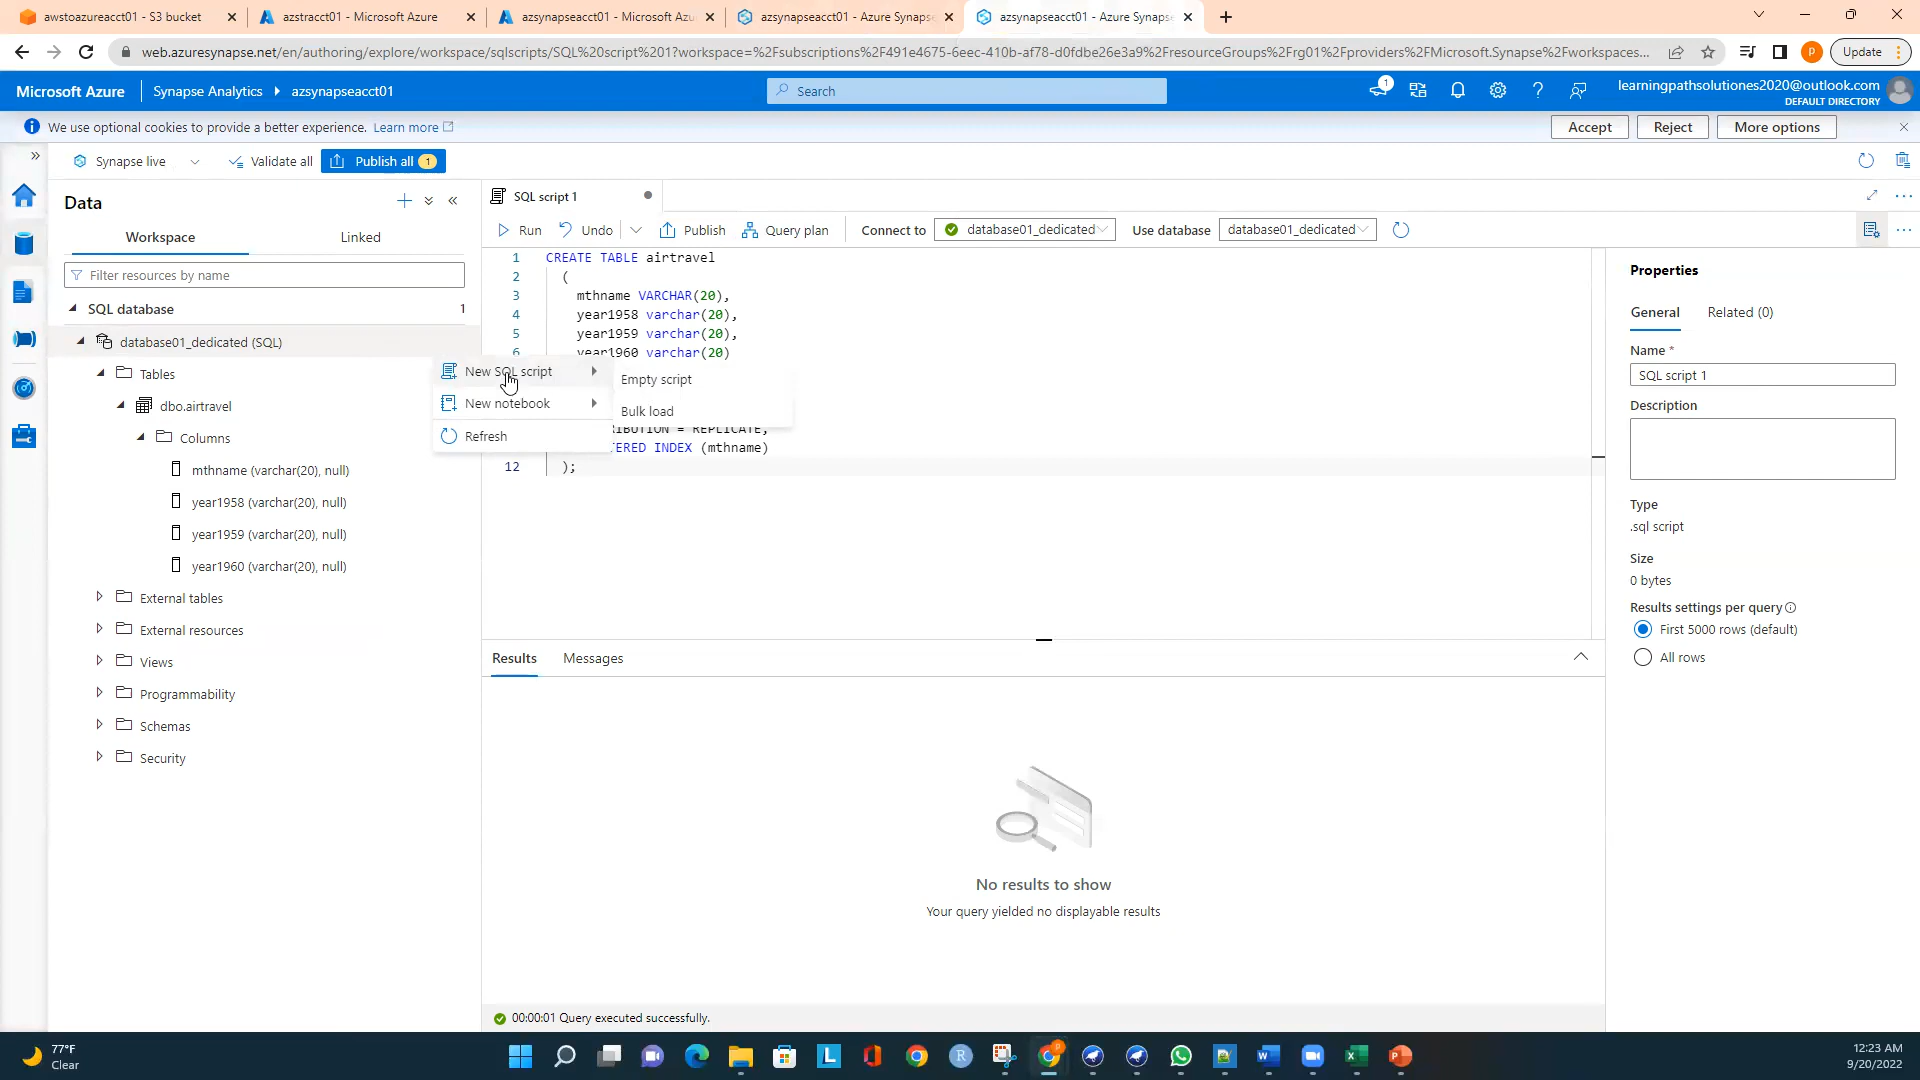 awstoazureacct01 - S3 bucket
azstracct01 - Microsoft Azure
azsynapseacct01 - Microsoft Azu
azsynapseacct01 - Azure Synapse
azsynapseacct01 - Azure Synapse
web.azuresynapse.net/en/authoring/explore/workspace/sqlscripts/SQL%20script%201?workspace=%2Fsubscriptions%2F491e4675-6eec-410b-af78-d0fdbe26e3a9%2FresourceGroups%2Frg01%2Fproviders%2FMicrosoft.Synapse%2Fworkspaces...
P
Update
Microsoft Azure
Synapse Analytics
azsynapseacct01
Search
1
learningpathsolutiones2020@outlook.com
DEFAULT DIRECTORY
We use optional cookies to provide a better experience. Learn more
Accept
Reject
More options
Synapse live
Validate all
Publish all 1
Data
Workspace
Linked
Filter resources by name
SQL database 1
database01_dedicated (SQL)
Tables
dbo.airtravel
Columns
mthname (varchar(20), null)
year1958 (varchar(20), null)
year1959 (varchar(20), null)
year1960 (varchar(20), null)
External tables
External resources
Views
Programmability
Schemas
Security
New SQL script
New notebook
Refresh
Empty script
Bulk load
SQL script 1
Run
Undo
Publish
Query plan
Connect to
database01_dedicated
Use database
database01_dedicated
1 CREATE TABLE airtravel
2 (
3 mthname VARCHAR(20),
4 year1958 varchar(20),
5 year1959 varchar(20),
6 year1960 varchar(20)
RIBUTION = REPLICATE,
TERED INDEX (mthname)
12 );
Results
Messages
No results to show
Your query yielded no displayable results
00:00:01 Query executed successfully.
Properties
General
Related (0)
Name *
SQL script 1
Description
Type
.sql script
Size
0 bytes
Results settings per query
First 5000 rows (default)
All rows
77°F
Clear
12:23 AM
9/20/2022